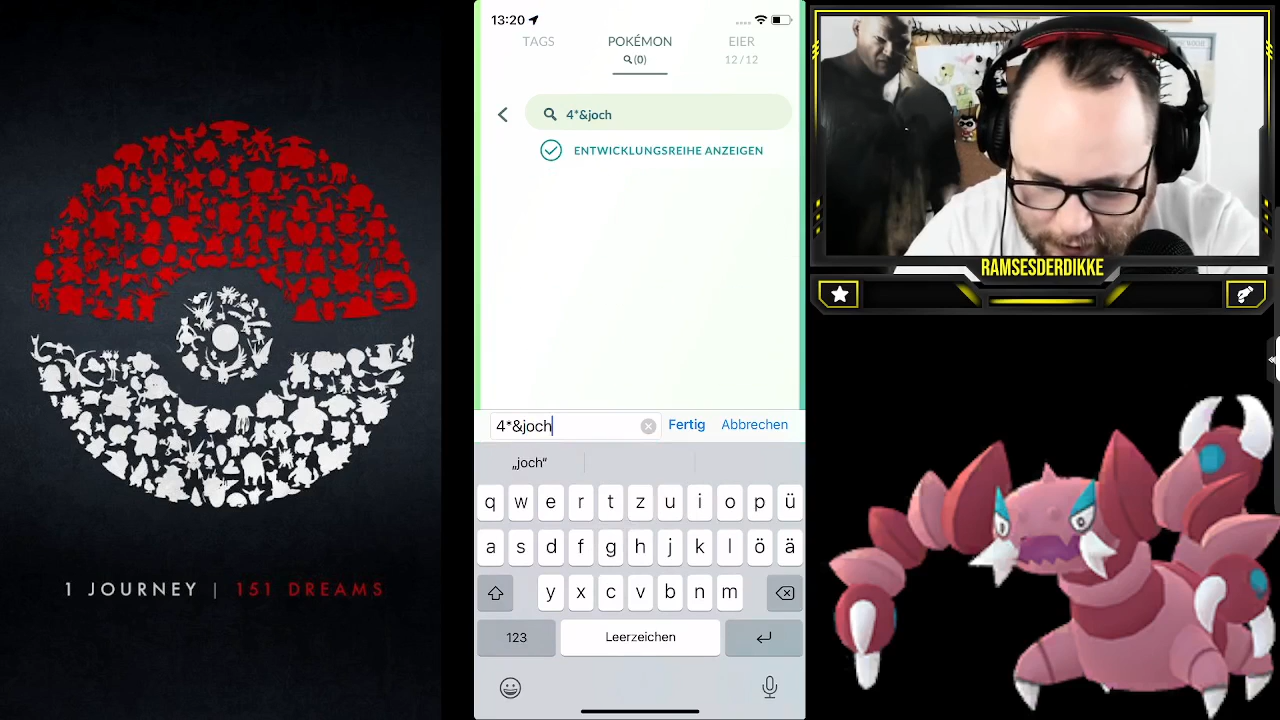 1 JOURNEY | 151 DREAMS
13:20
TAGS
POKÉMON
(0)
EIER
12 / 12
4*&joch
ENTWICKLUNGSREIHE ANZEIGEN
4*&joch
Fertig
Abbrechen
„joch“
q w e r t z u i o p ü
a s d f g h j k l ö ä
y x c v b n m
123
Leerzeichen
RAMSESDERDIKKE